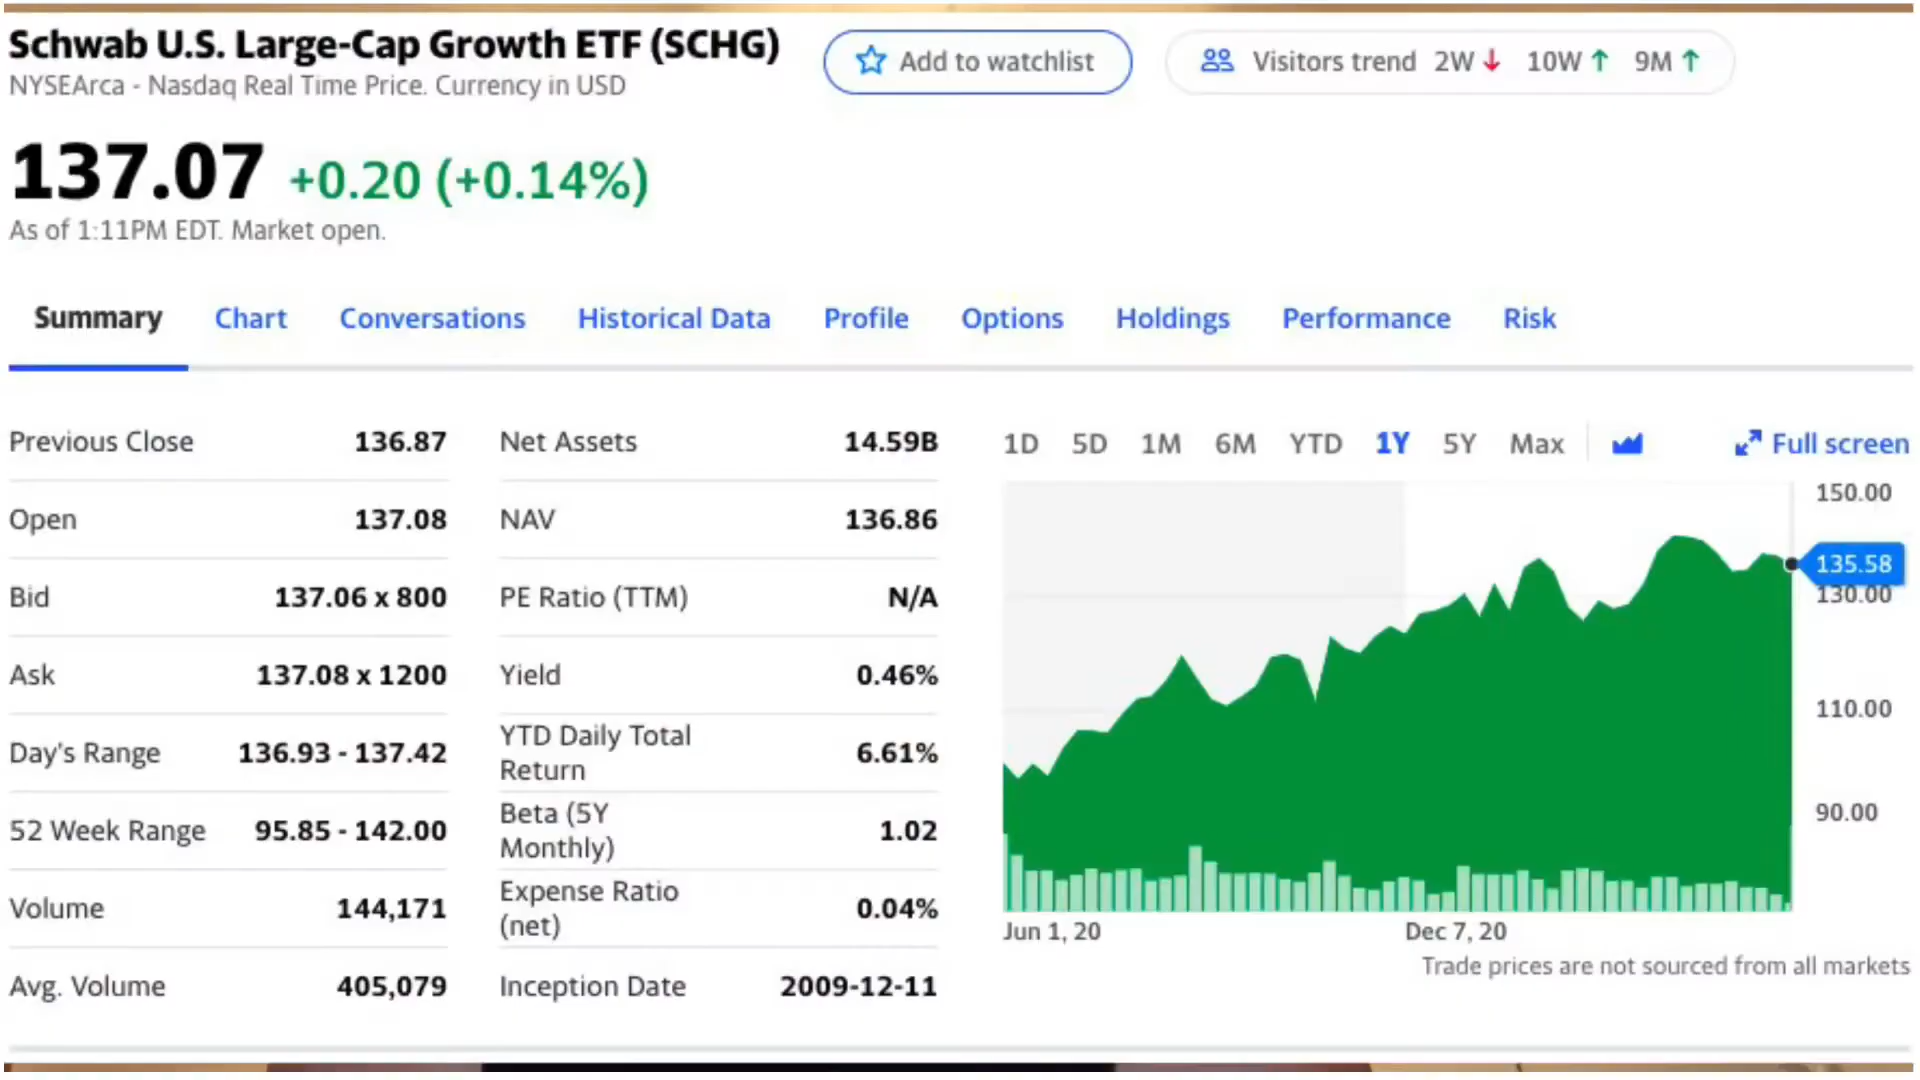 Schwab U.S. Large-Cap Growth ETF (SCHG)
NYSEArca - Nasdaq Real Time Price. Currency in USD
Add to watchlist
Visitors trend 2W ↓ 10W ↑ 9M ↑
137.07 +0.20 (+0.14%)
As of 1:11PM EDT. Market open.
Summary Chart Conversations Historical Data Profile Options Holdings Performance Risk
Previous Close 136.87
Open 137.08
Bid 137.06 x 800
Ask 137.08 x 1200
Day's Range 136.93 - 137.42
52 Week Range 95.85 - 142.00
Volume 144,171
Avg. Volume 405,079
Net Assets 14.59B
NAV 136.86
PE Ratio (TTM) N/A
Yield 0.46%
YTD Daily Total
Return 6.61%
Beta (5Y
Monthly) 1.02
Expense Ratio
(net) 0.04%
Inception Date 2009-12-11
1D 5D 1M 6M YTD 1Y 5Y Max Full screen
150.00
135.58
130.00
110.00
90.00
Jun 1, 20 Dec 7, 20
Trade prices are not sourced from all markets